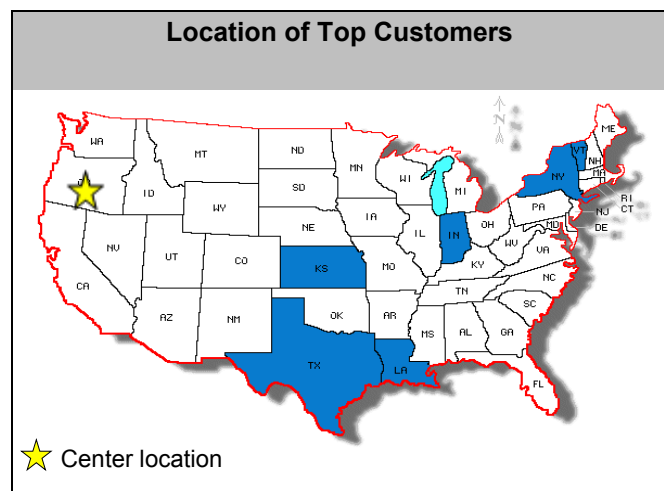 Location of Top Customers
N
ME
WA
MT
ND
MN
VT
NH
WI
NY
MA
OR
ID
SD
MI
RI
CT
WY
IA
PA
NJ
NE
OH
MD
DE
NV
UT
IL
IN
WV
VA
CO
KS
MO
KY
CA
NC
TN
OK
AR
SC
AZ
NM
MS
AL
GA
TX
LA
FL
Center location